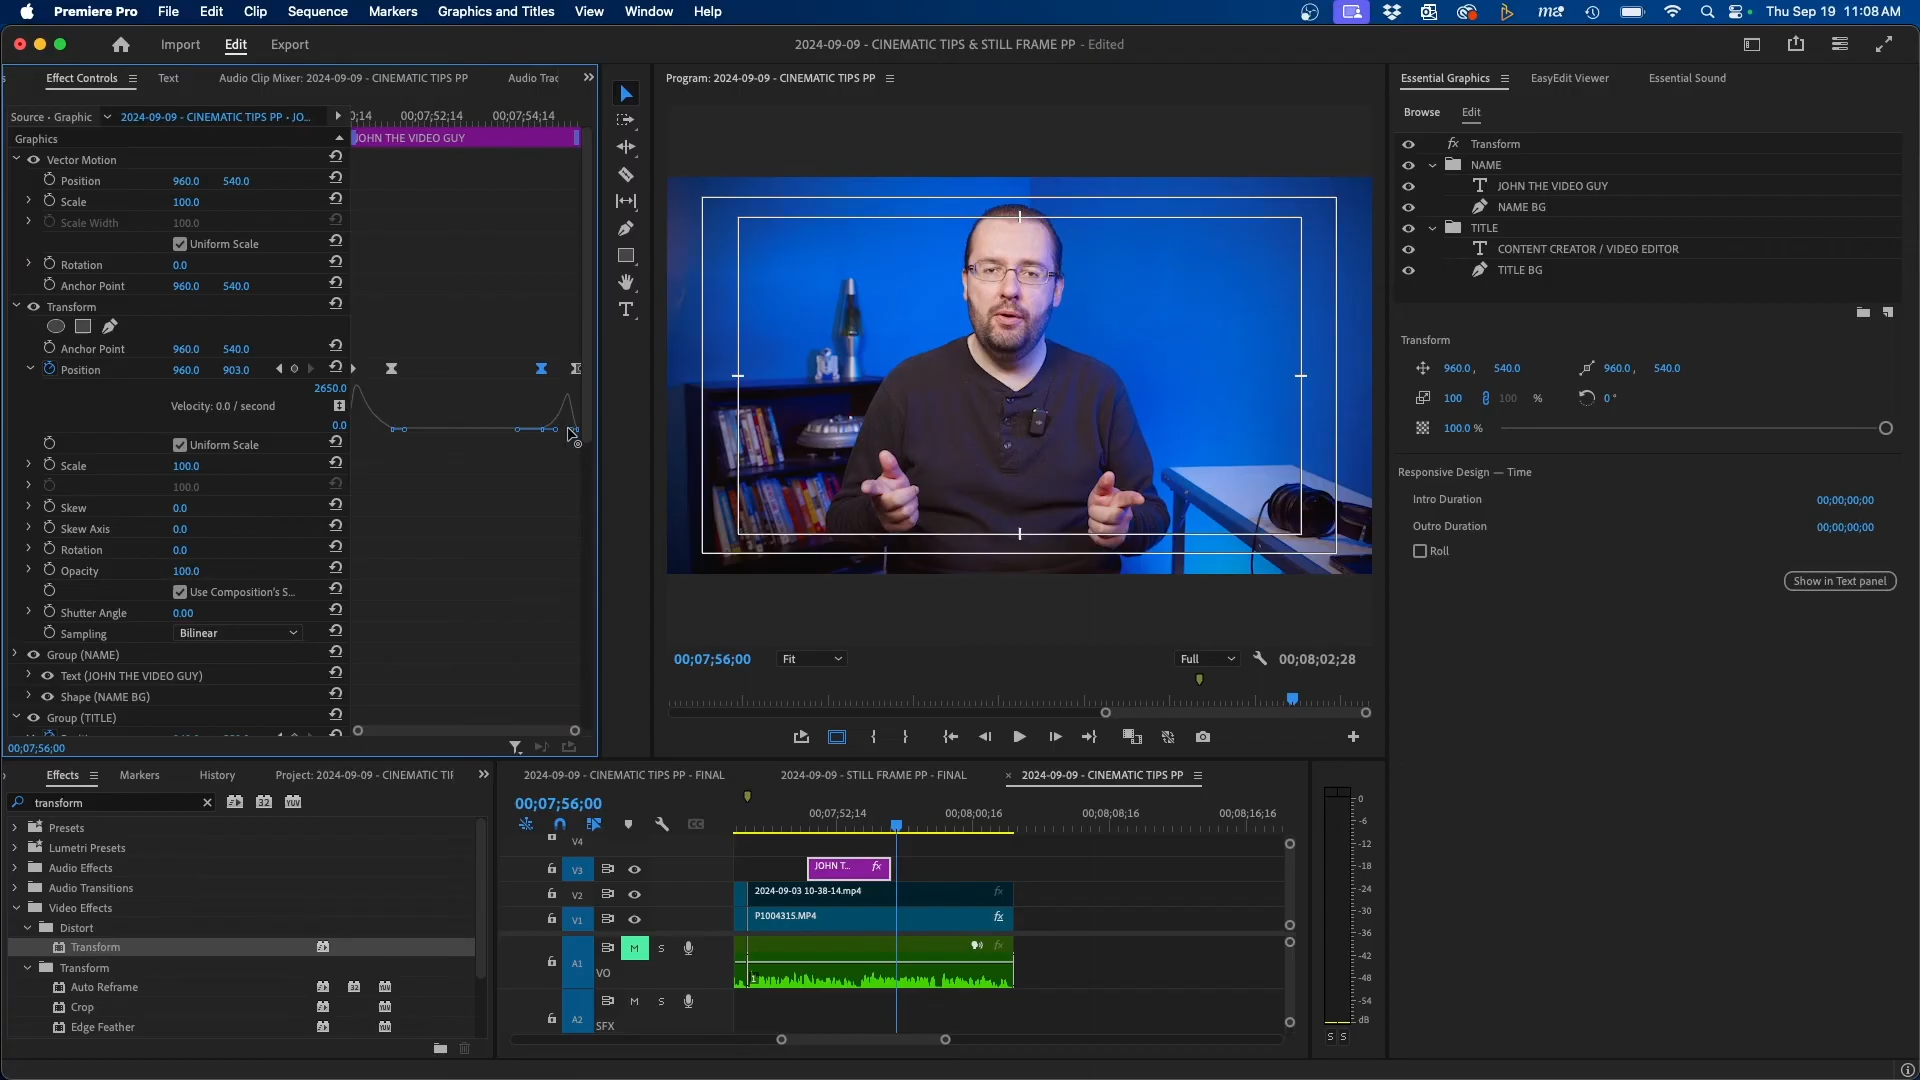 Premiere Pro File Edit Clip Sequence Markers Graphics and Titles View Window Help Thu Sep 19 11:08 AM
Import Edit Export 2024-09-09 - CINEMATIC TIPS & STILL FRAME PP - Edited
Effect Controls Text Audio Clip Mixer: 2024-09-09 - CINEMATIC TIPS PP Audio Trac
Program: 2024-09-09 - CINEMATIC TIPS PP
Essential Graphics EasyEdit Viewer Essential Sound
Source · Graphic 2024-09-09 - CINEMATIC TIPS PP · JO... 00;07;52;14 00;07;54;14
Browse Edit
Graphics JOHN THE VIDEO GUY
Vector Motion
Position 960.0 540.0
Scale 100.0
Scale Width 100.0
Uniform Scale
Rotation 0.0
Anchor Point 960.0 540.0
Transform
Anchor Point 960.0 540.0
Position 960.0 903.0
2650.0
Velocity: 0.0 / second
0.0
Uniform Scale
Scale 100.0
100.0
Skew 0.0
Skew Axis 0.0
Rotation 0.0
Opacity 100.0
Use Composition's S...
Shutter Angle 0.00
Sampling Bilinear
Group (NAME)
Text (JOHN THE VIDEO GUY)
Shape (NAME BG)
Group (TITLE)
00;07;56;00
00;07;56;00 Fit Full 00;08;02;28
Transform
NAME
JOHN THE VIDEO GUY
NAME BG
TITLE
CONTENT CREATOR / VIDEO EDITOR
TITLE BG
Transform
960.0 , 540.0 960.0 , 540.0
100 100 % 0 °
100.0 %
Responsive Design — Time
Intro Duration 00;00;00;00
Outro Duration 00;00;00;00
Roll
Show in Text panel
Effects Markers History Project: 2024-09-09 - CINEMATIC TIF
transform 32 YUV
Presets
Lumetri Presets
Audio Effects
Audio Transitions
Video Effects
Distort
Transform
Transform
Auto Reframe 32 YUV
Crop YUV
Edge Feather YUV
2024-09-09 - CINEMATIC TIPS PP - FINAL 2024-09-09 - STILL FRAME PP - FINAL × 2024-09-09 - CINEMATIC TIPS PP
00;07;56;00
00;07;52;14 00;08;00;16 00;08;08;16 00;08;16;16
CC
V4
V3 JOHN T... fx
V2 2024-09-03 10-38-14.mp4 fx
V1 P1004315.MP4 fx
A1 M S
VO
A2 M S
SFX
0
-6
-12
-18
-24
-30
-36
-42
-48
-54
dB
S S